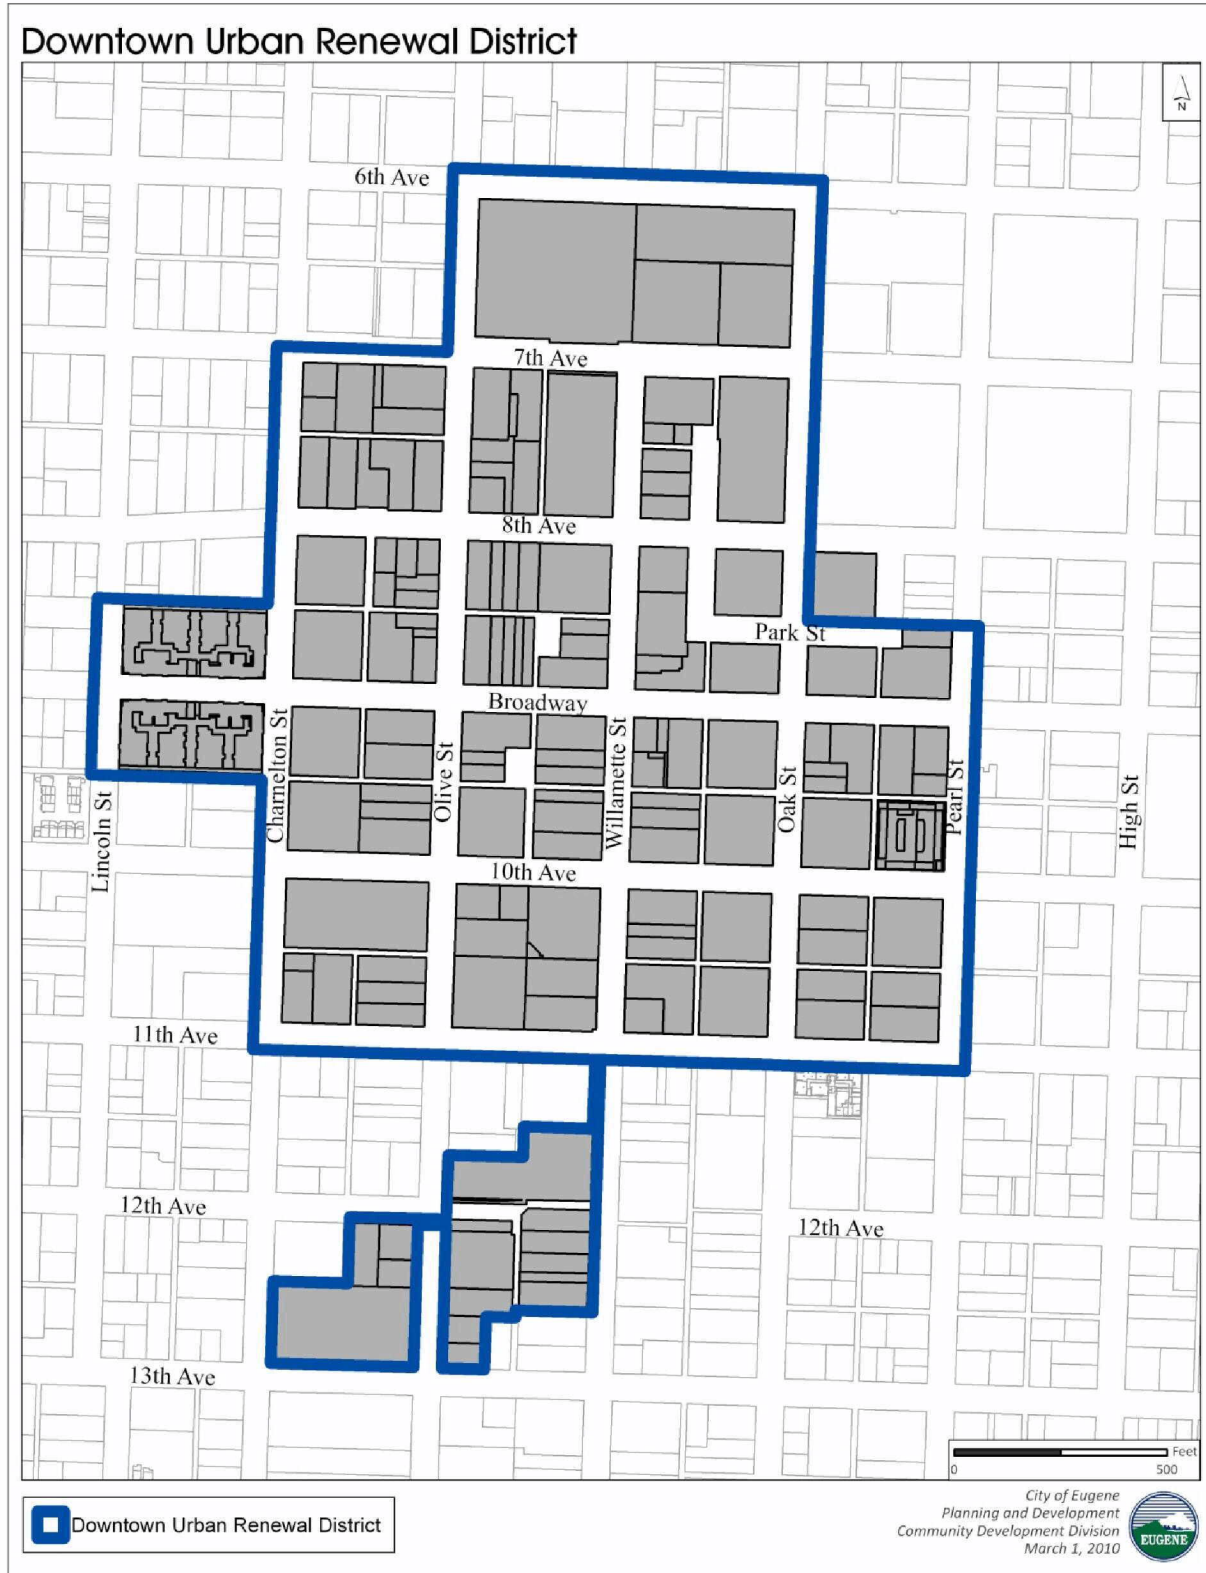 Downtown Urban Renewal District
N
6th Ave
7th Ave
8th Ave
Park St
Broadway
Charnelton St
Olive St
Willamette St
Oak St
Pearl St
High St
Lincoln St
10th Ave
11th Ave
12th Ave
12th Ave
13th Ave
Feet
0 500
Downtown Urban Renewal District
City of Eugene
Planning and Development
Community Development Division
March 1, 2010
EUGENE